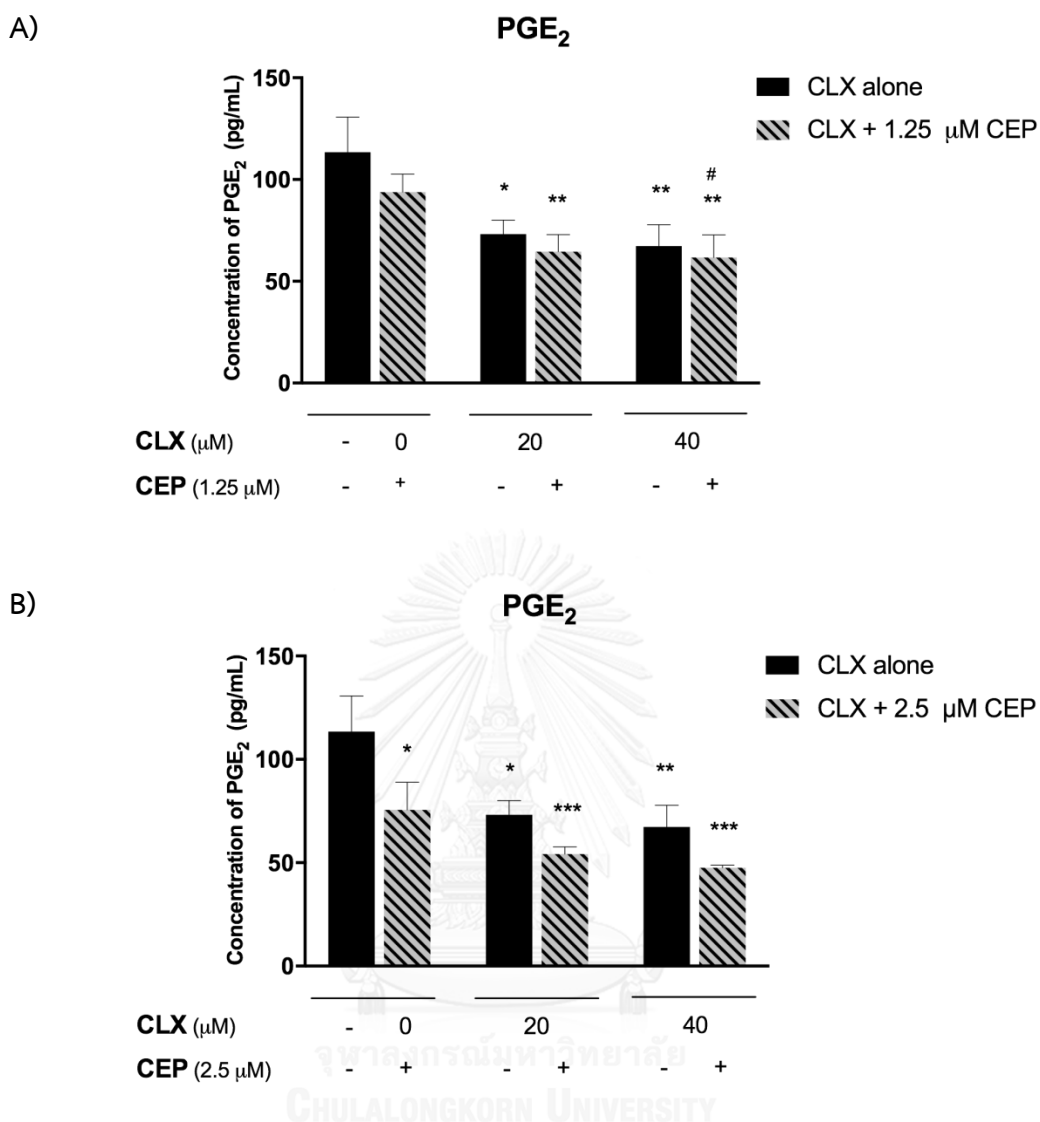 A)
PGE₂
Concentration of PGE₂ (pg/mL)
150
100
50
0
CLX alone
CLX + 1.25 μM CEP
* ** ** # **
CLX (μM) - 0 20 40
CEP (1.25 μM) - + - + - +
B)
PGE₂
Concentration of PGE₂ (pg/mL)
150
100
50
0
CLX alone
CLX + 2.5 μM CEP
* * *** ** ***
CLX (μM) - 0 20 40
CEP (2.5 μM) - + - + - +
จุฬาลงกรณ์มหาวิทยาลัย
CHULALONGKORN UNIVERSITY